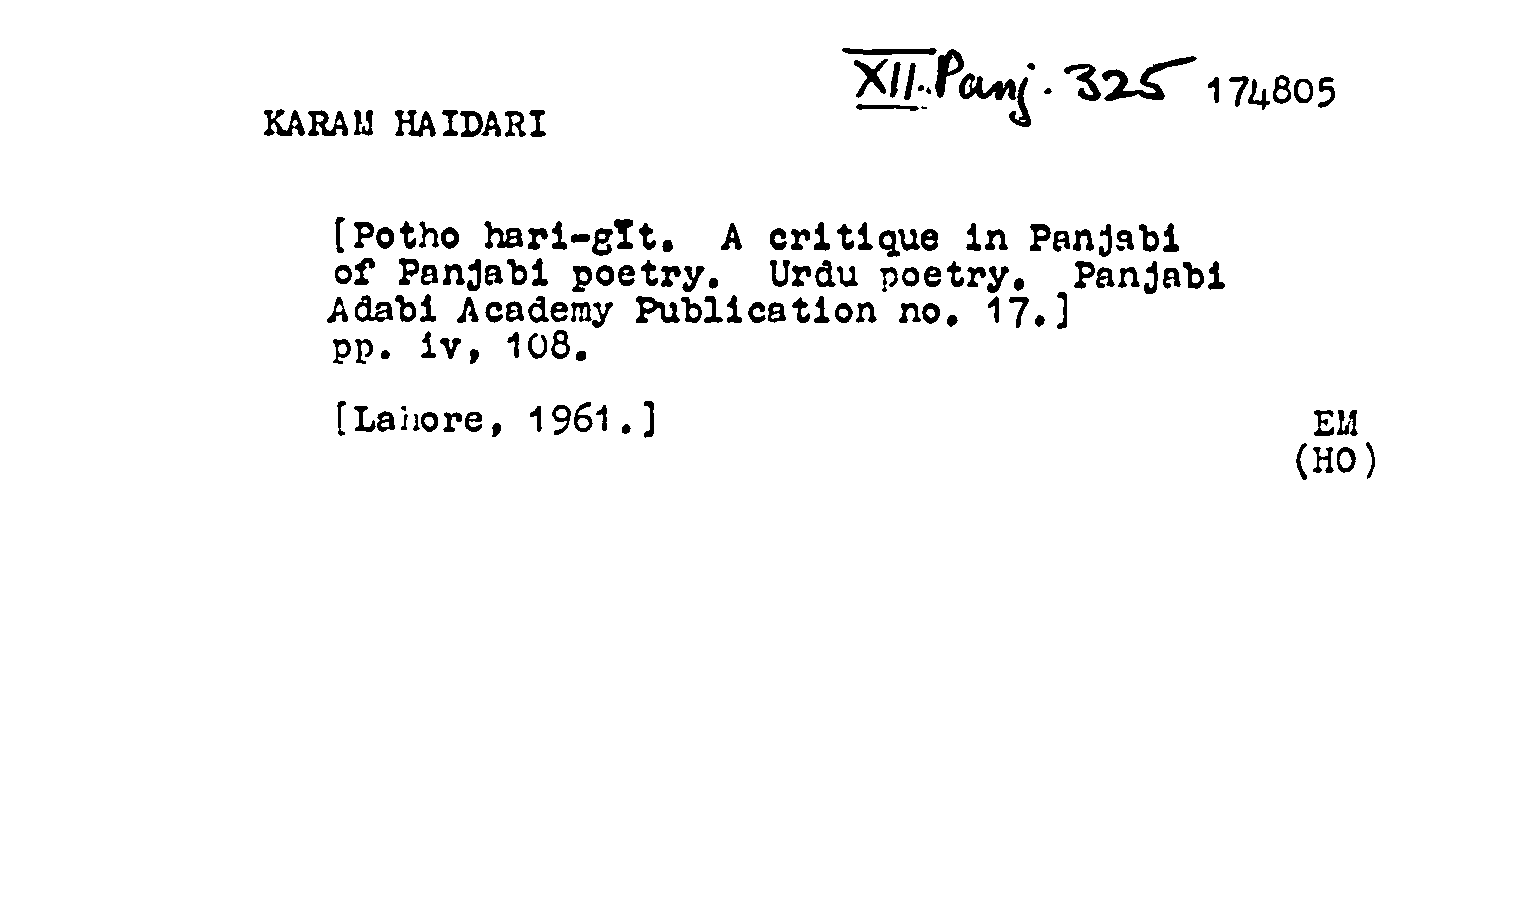 XII. Panj. 325 174805
KARAM HAIDARI
[Potho hari-gīt. A critique in Panjabi
of Panjabi poetry. Urdu poetry. Panjabi
Adabi Academy Publication no. 17.]
pp. iv, 108.
[Lahore, 1961.]
EM
(HO)